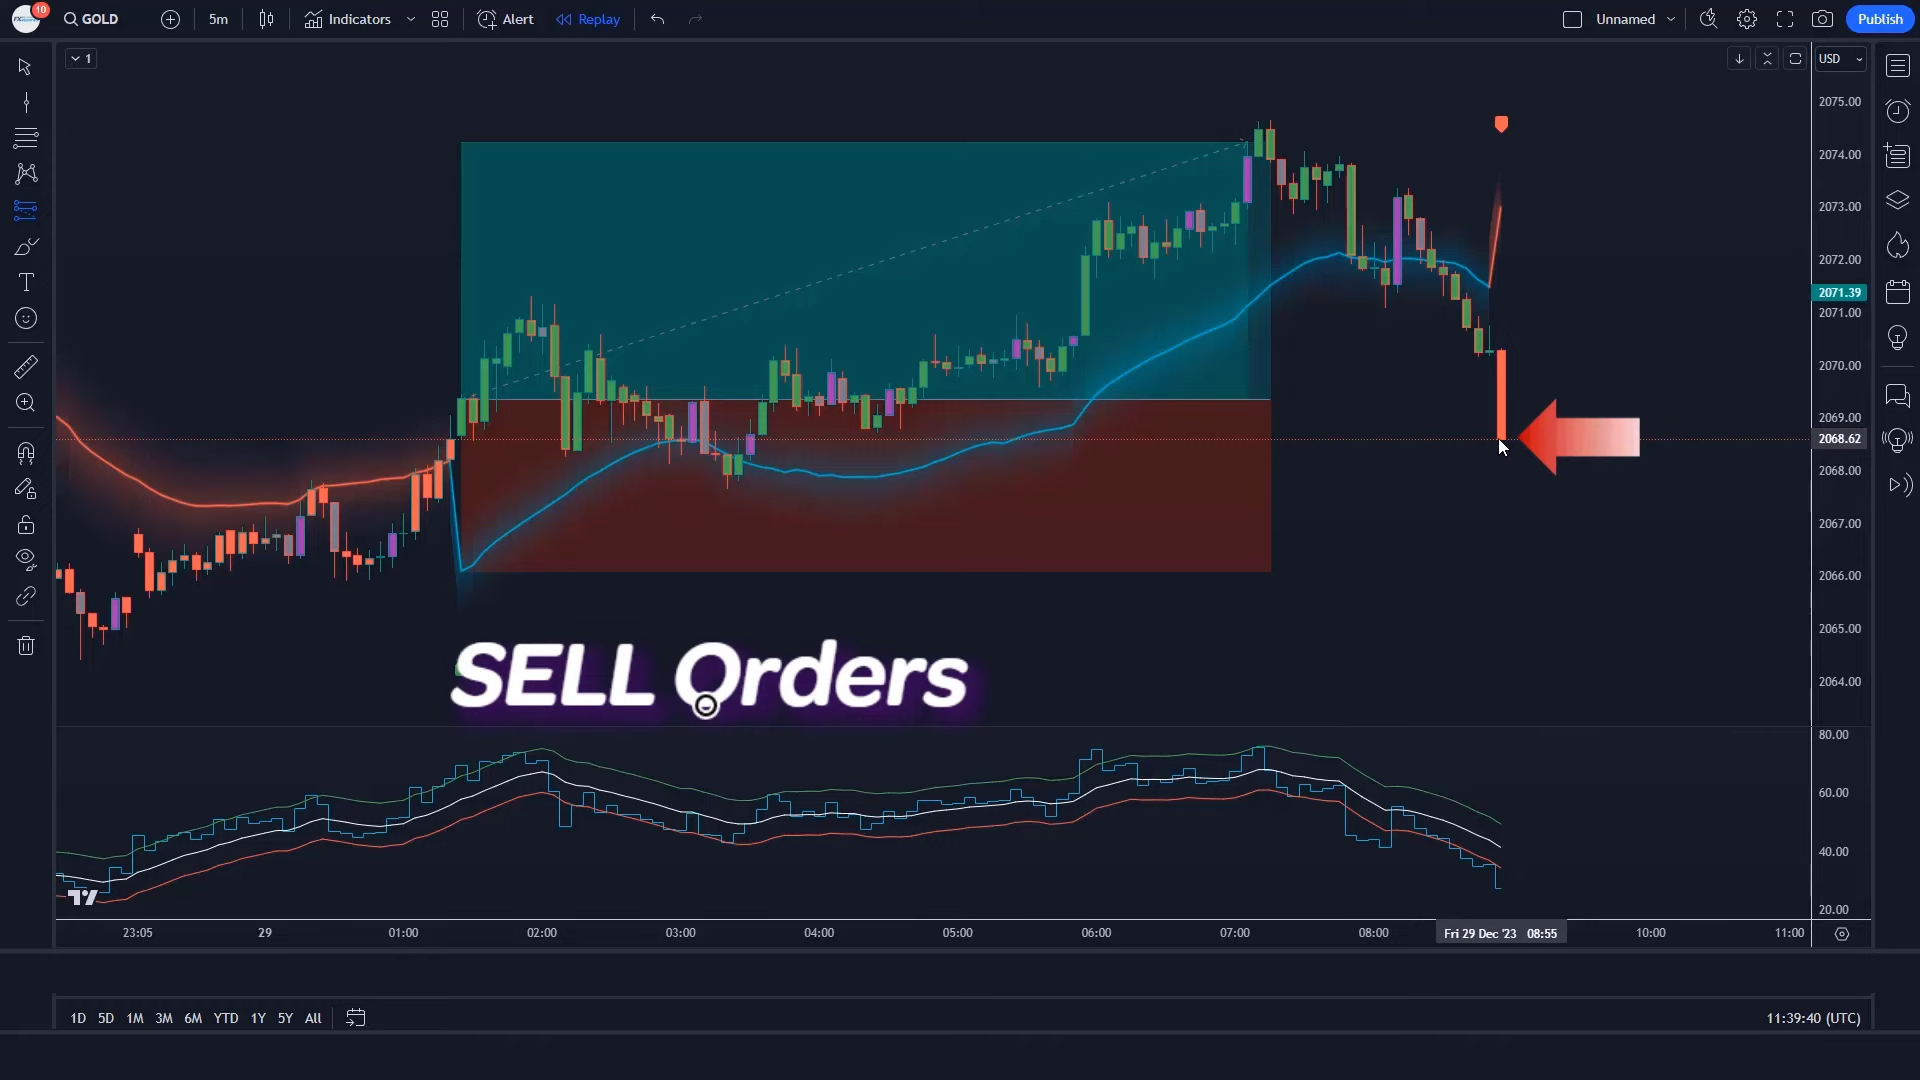 10
GOLD
5m
Indicators
Alert
Replay
Unnamed
Publish
1
USD
2075.00
2074.00
2073.00
2072.00
2071.39
2071.00
2070.00
2069.00
2068.62
2068.00
2067.00
2066.00
2065.00
2064.00
SELL Orders
80.00
60.00
40.00
20.00
23:05
29
01:00
02:00
03:00
04:00
05:00
06:00
07:00
08:00
Fri 29 Dec '23 08:55
10:00
11:00
1D 5D 1M 3M 6M YTD 1Y 5Y All
11:39:40 (UTC)